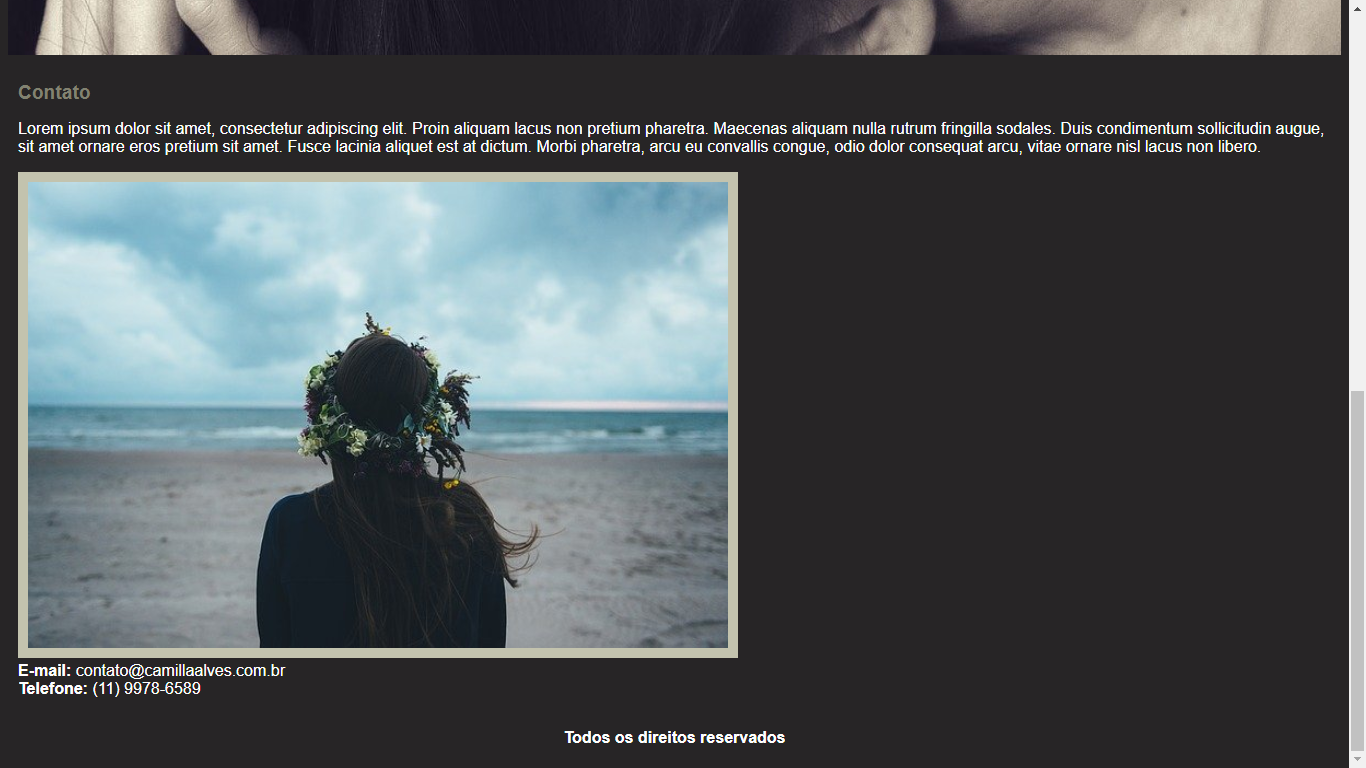 Contato
Lorem ipsum dolor sit amet, consectetur adipiscing elit. Proin aliquam lacus non pretium pharetra. Maecenas aliquam nulla rutrum fringilla sodales. Duis condimentum sollicitudin augue,
sit amet ornare eros pretium sit amet. Fusce lacinia aliquet est at dictum. Morbi pharetra, arcu eu convallis congue, odio dolor consequat arcu, vitae ornare nisl lacus non libero.
E-mail: contato@camillaalves.com.br
Telefone: (11) 9978-6589
Todos os direitos reservados